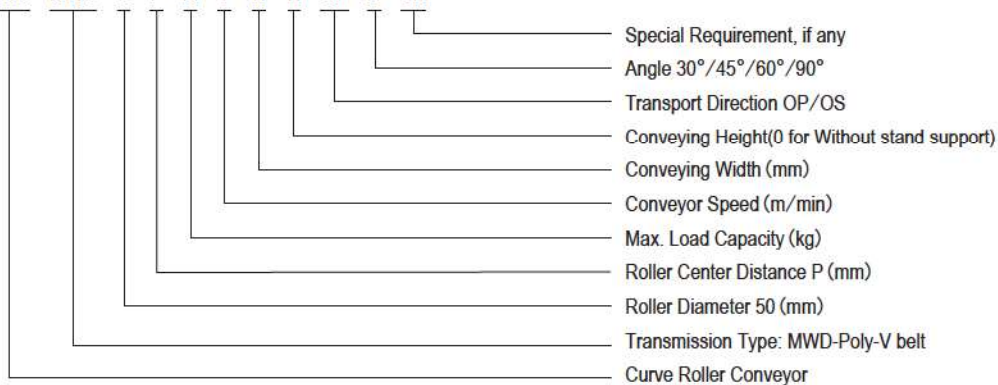 Special Requirement, if any
Angle 30°/45°/60°/90°
Transport Direction OP/OS
Conveying Height(0 for Without stand support)
Conveying Width (mm)
Conveyor Speed (m/min)
Max. Load Capacity (kg)
Roller Center Distance P (mm)
Roller Diameter 50 (mm)
Transmission Type: MWD-Poly-V belt
Curve Roller Conveyor